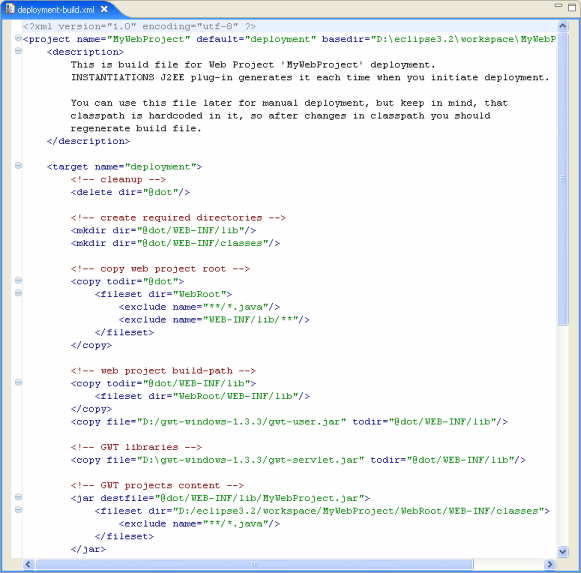 deployment-build.xml
<?xml version="1.0" encoding="utf-8" ?>
<project name="MyWebProject" default="deployment" basedir="D:\eclipse3.2\workspace\MyWebP
    <description>
        This is build file for Web Project 'MyWebProject' deployment.
        INSTANTIATIONS J2EE plug-in generates it each time when you initiate deployment.

        You can use this file later for manual deployment, but keep in mind, that
        classpath is hardcoded in it, so after changes in classpath you should
        regenerate build file.
    </description>

    <target name="deployment">
        <!-- cleanup -->
        <delete dir="@dot"/>

        <!-- create required directories -->
        <mkdir dir="@dot/WEB-INF/lib"/>
        <mkdir dir="@dot/WEB-INF/classes"/>

        <!-- copy web project root -->
        <copy todir="@dot">
            <fileset dir="WebRoot">
                <exclude name="**/*.java"/>
                <exclude name="WEB-INF/lib/**"/>
            </fileset>
        </copy>

        <!-- web project build-path -->
        <copy todir="@dot/WEB-INF/lib">
            <fileset dir="WebRoot/WEB-INF/lib"/>
        </copy>
        <copy file="D:/gwt-windows-1.3.3/gwt-user.jar" todir="@dot/WEB-INF/lib"/>

        <!-- GWT libraries -->
        <copy file="D:\gwt-windows-1.3.3/gwt-servlet.jar" todir="@dot/WEB-INF/lib"/>

        <!-- GWT projects content -->
        <jar destfile="@dot/WEB-INF/lib/MyWebProject.jar">
            <fileset dir="D:/eclipse3.2/workspace/MyWebProject/WebRoot/WEB-INF/classes">
                <exclude name="**/*.java"/>
            </fileset>
        </jar>